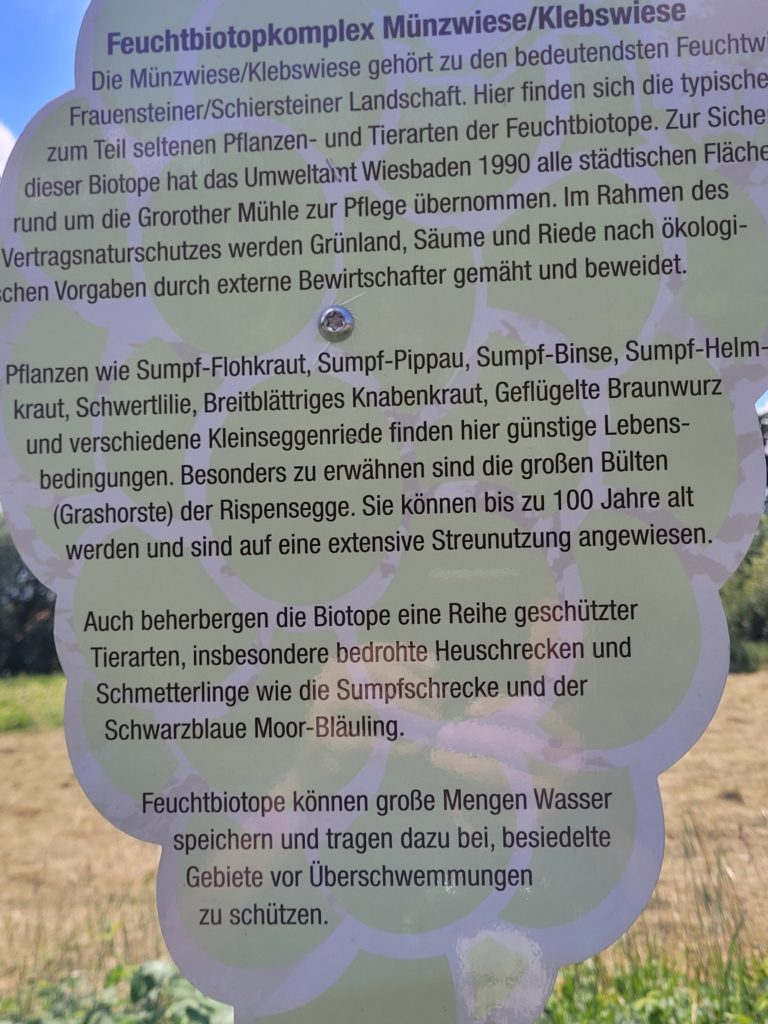 Feuchtbiotopkomplex Münzwiese/Klebswiese
Die Münzwiese/Klebswiese gehört zu den bedeutendsten Feuchtwi
Frauensteiner/Schiersteiner Landschaft. Hier finden sich die typische
zum Teil seltenen Pflanzen- und Tierarten der Feuchtbiotope. Zur Siche
dieser Biotope hat das Umweltamt Wiesbaden 1990 alle städtischen Fläche
rund um die Grorother Mühle zur Pflege übernommen. Im Rahmen des
Vertragsnaturschutzes werden Grünland, Säume und Riede nach ökologi-
schen Vorgaben durch externe Bewirtschafter gemäht und beweidet.
Pflanzen wie Sumpf-Flohkraut, Sumpf-Pippau, Sumpf-Binse, Sumpf-Helm-
kraut, Schwertlilie, Breitblättriges Knabenkraut, Geflügelte Braunwurz
und verschiedene Kleinseggenriede finden hier günstige Lebens-
bedingungen. Besonders zu erwähnen sind die großen Bülten
(Grashorste) der Rispensegge. Sie können bis zu 100 Jahre alt
werden und sind auf eine extensive Streunutzung angewiesen.
Auch beherbergen die Biotope eine Reihe geschützter
Tierarten, insbesondere bedrohte Heuschrecken und
Schmetterlinge wie die Sumpfschrecke und der
Schwarzblaue Moor-Bläuling.
Feuchtbiotope können große Mengen Wasser
speichern und tragen dazu bei, besiedelte
Gebiete vor Überschwemmungen
zu schützen.